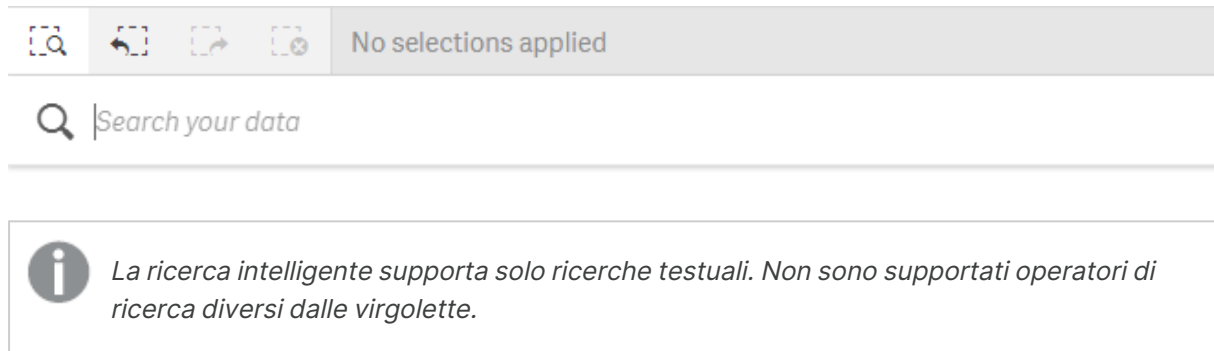 No selections applied
Search your data
La ricerca intelligente supporta solo ricerche testuali. Non sono supportati operatori di
ricerca diversi dalle virgolette.